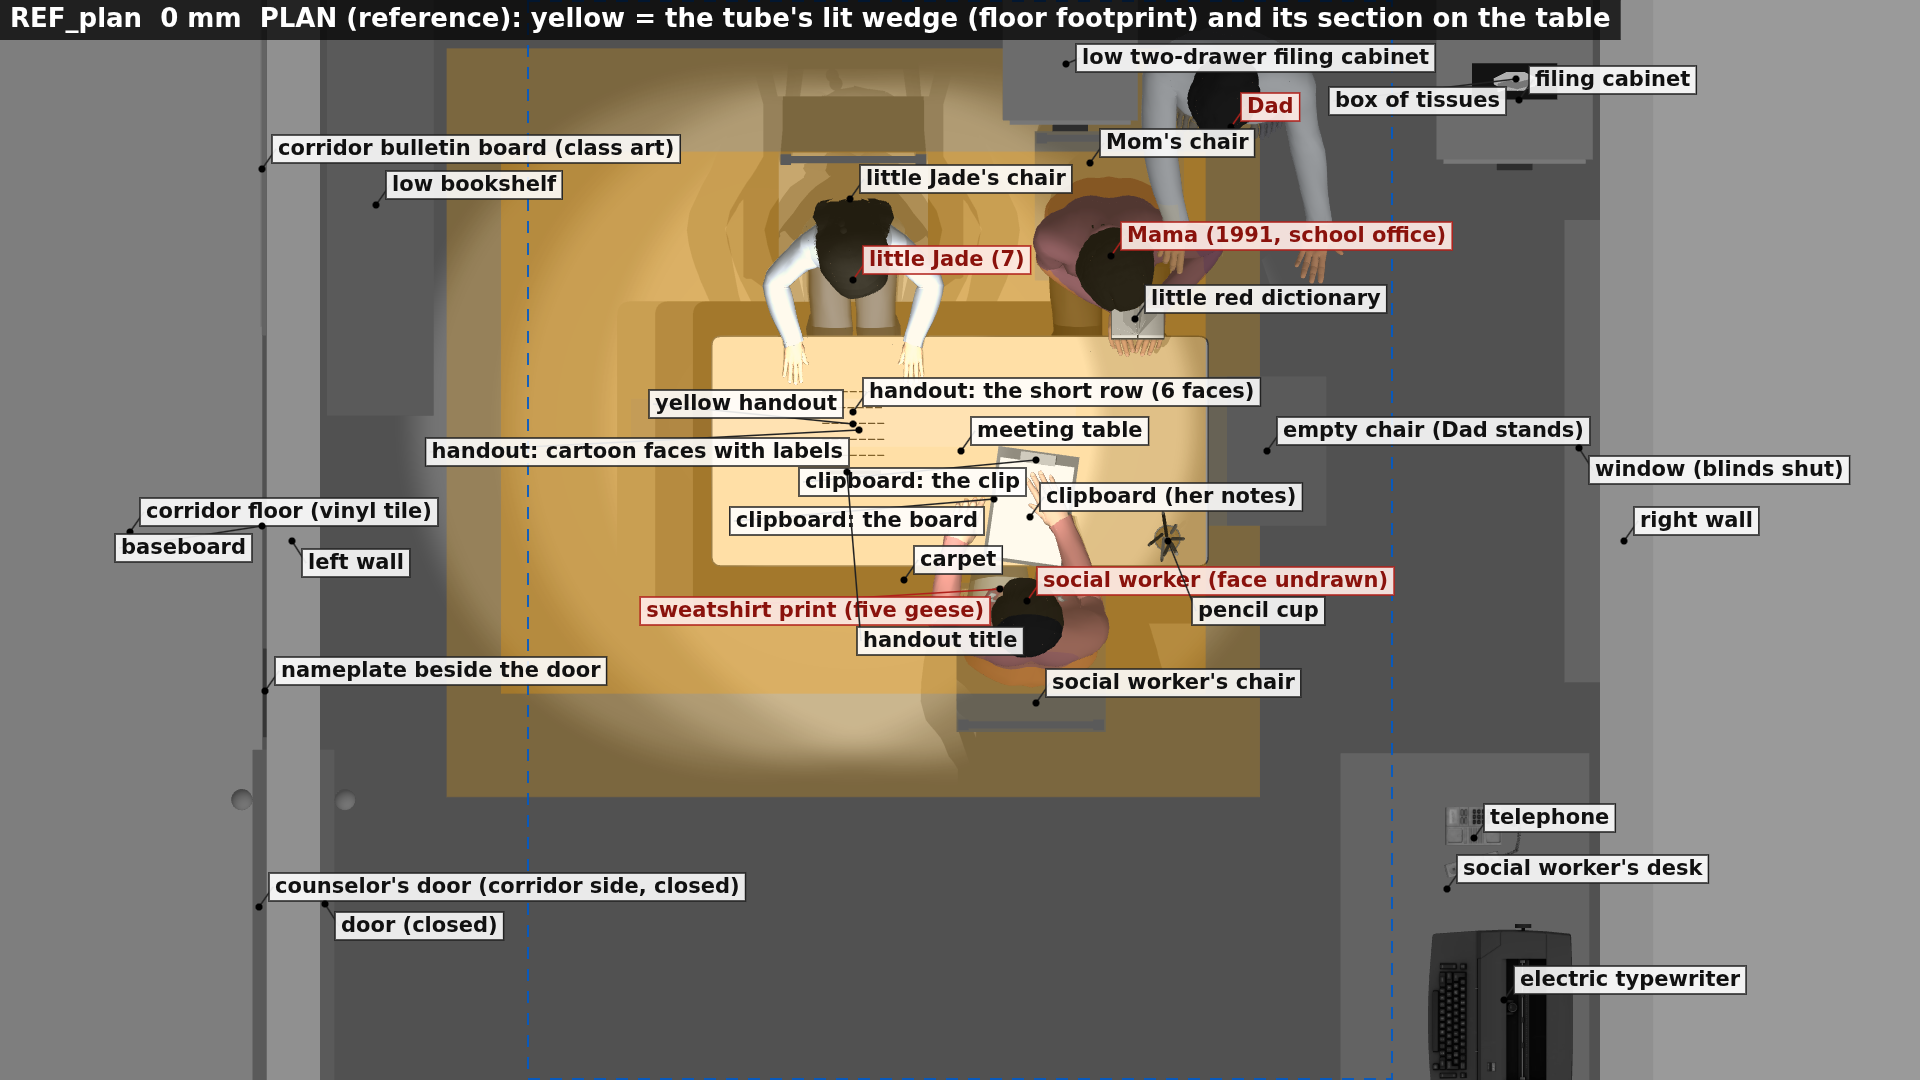 REF_plan  0 mm  PLAN (reference): yellow = the tube's lit wedge (floor footprint) and its section on the table
low two-drawer filing cabinet
filing cabinet
box of tissues
Dad
Mom's chair
corridor bulletin board (class art)
little Jade's chair
low bookshelf
Mama (1991, school office)
little Jade (7)
little red dictionary
handout: the short row (6 faces)
yellow handout
meeting table
empty chair (Dad stands)
handout: cartoon faces with labels
window (blinds shut)
clipboard: the clip
clipboard (her notes)
corridor floor (vinyl tile)
clipboard: the board
right wall
baseboard
left wall
carpet
social worker (face undrawn)
sweatshirt print (five geese)
pencil cup
handout title
nameplate beside the door
social worker's chair
telephone
social worker's desk
counselor's door (corridor side, closed)
door (closed)
electric typewriter